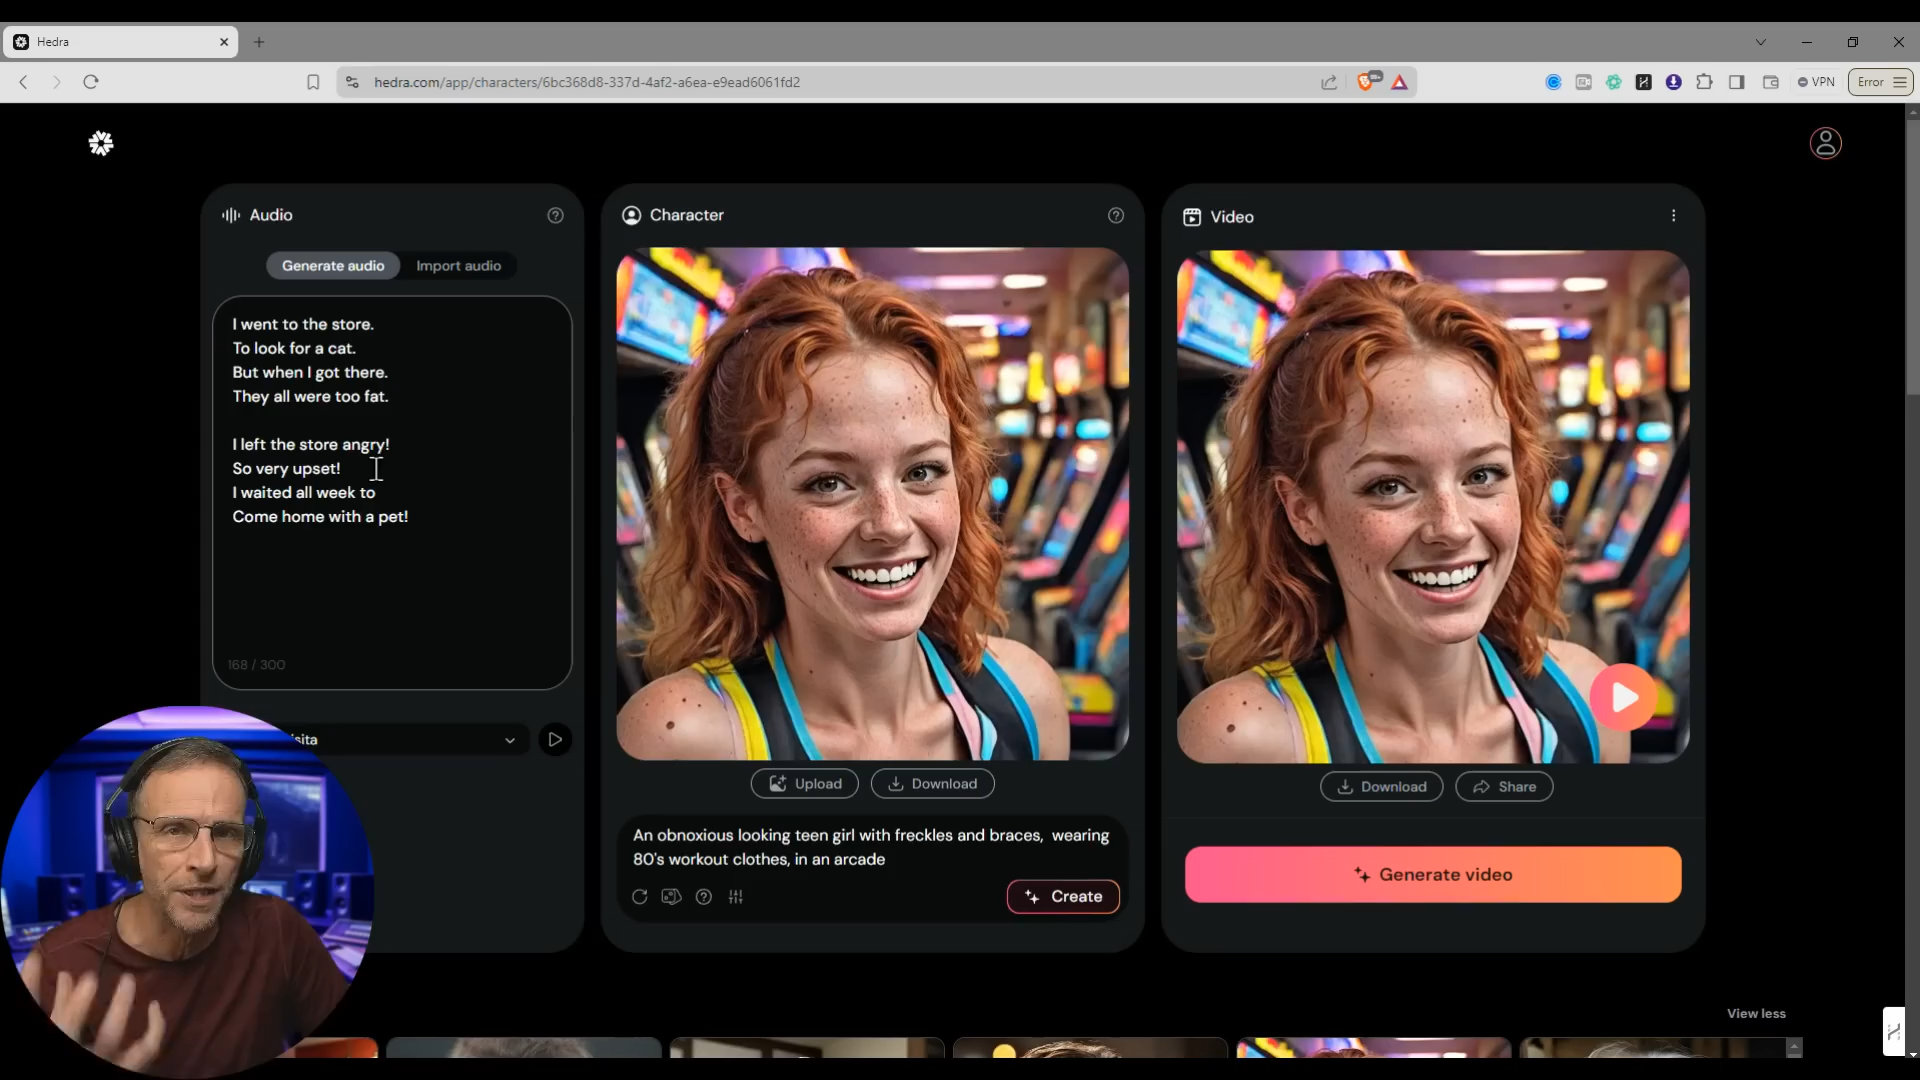 Hedra
hedra.com/app/characters/6bc368d8-337d-4af2-a6ea-e9ead6061fd2
VPN
Error
Audio
Generate audio
Import audio
I went to the store.
To look for a cat.
But when I got there.
They all were too fat.
I left the store angry!
So very upset!
I waited all week to
Come home with a pet!
168 / 300
Character
Upload
Download
An obnoxious looking teen girl with freckles and braces, wearing
80's workout clothes, in an arcade
Create
Video
Download
Share
Generate video
View less